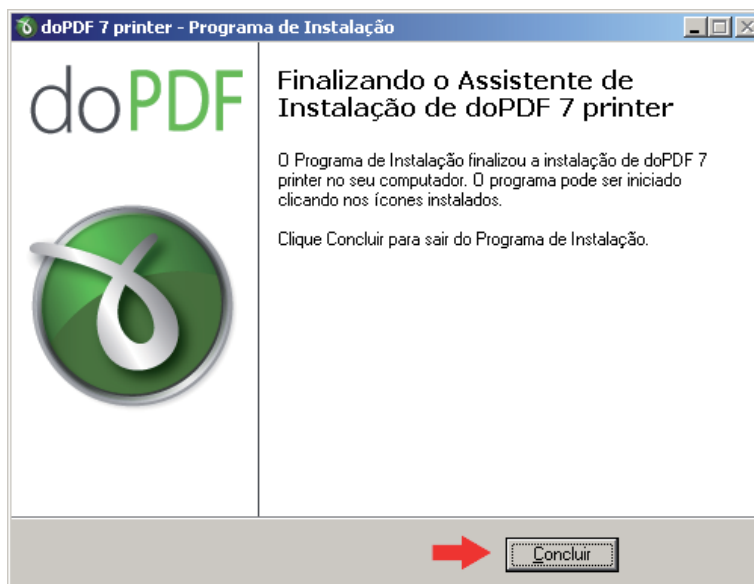 doPDF 7 printer - Programa de Instalação
doPDF
Finalizando o Assistente de
Instalação de doPDF 7 printer
O Programa de Instalação finalizou a instalação de doPDF 7
printer no seu computador. O programa pode ser iniciado
clicando nos ícones instalados.
Clique Concluir para sair do Programa de Instalação.
Concluir